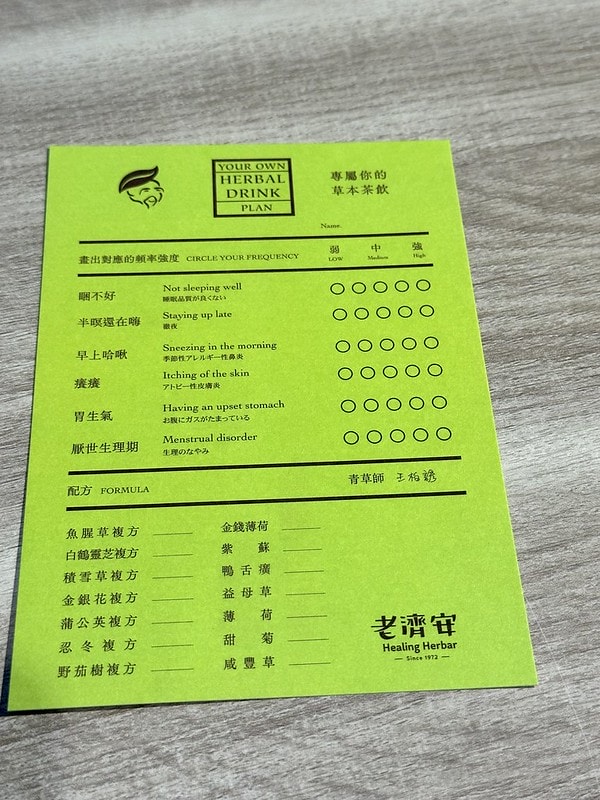 YOUR OWN
HERBAL
DRINK
PLAN
專屬你的
草本茶飲
Name
畫出對應的頻率強度 CIRCLE YOUR FREQUENCY
弱 中 強
LOW Medium High
睏不好
Not sleeping well
睡眠品質が良くない
半暝還在嗨
Staying up late
徹夜
早上哈啾
Sneezing in the morning
季節性アレルギー性鼻炎
癢癢
Itching of the skin
アトピー性皮膚炎
胃生氣
Having an upset stomach
お腹にガスがたまっている
厭世生理期
Menstrual disorder
生理のなやみ
配方 FORMULA
青草師 王柏諺
魚腥草複方
白鶴靈芝複方
積雪草複方
金銀花複方
蒲公英複方
忍冬複方
野茄樹複方
金錢薄荷
紫蘇
鴨舌癀
益母草
薄荷
甜菊
咸豐草
老濟安
Healing Herbar
Since 1972